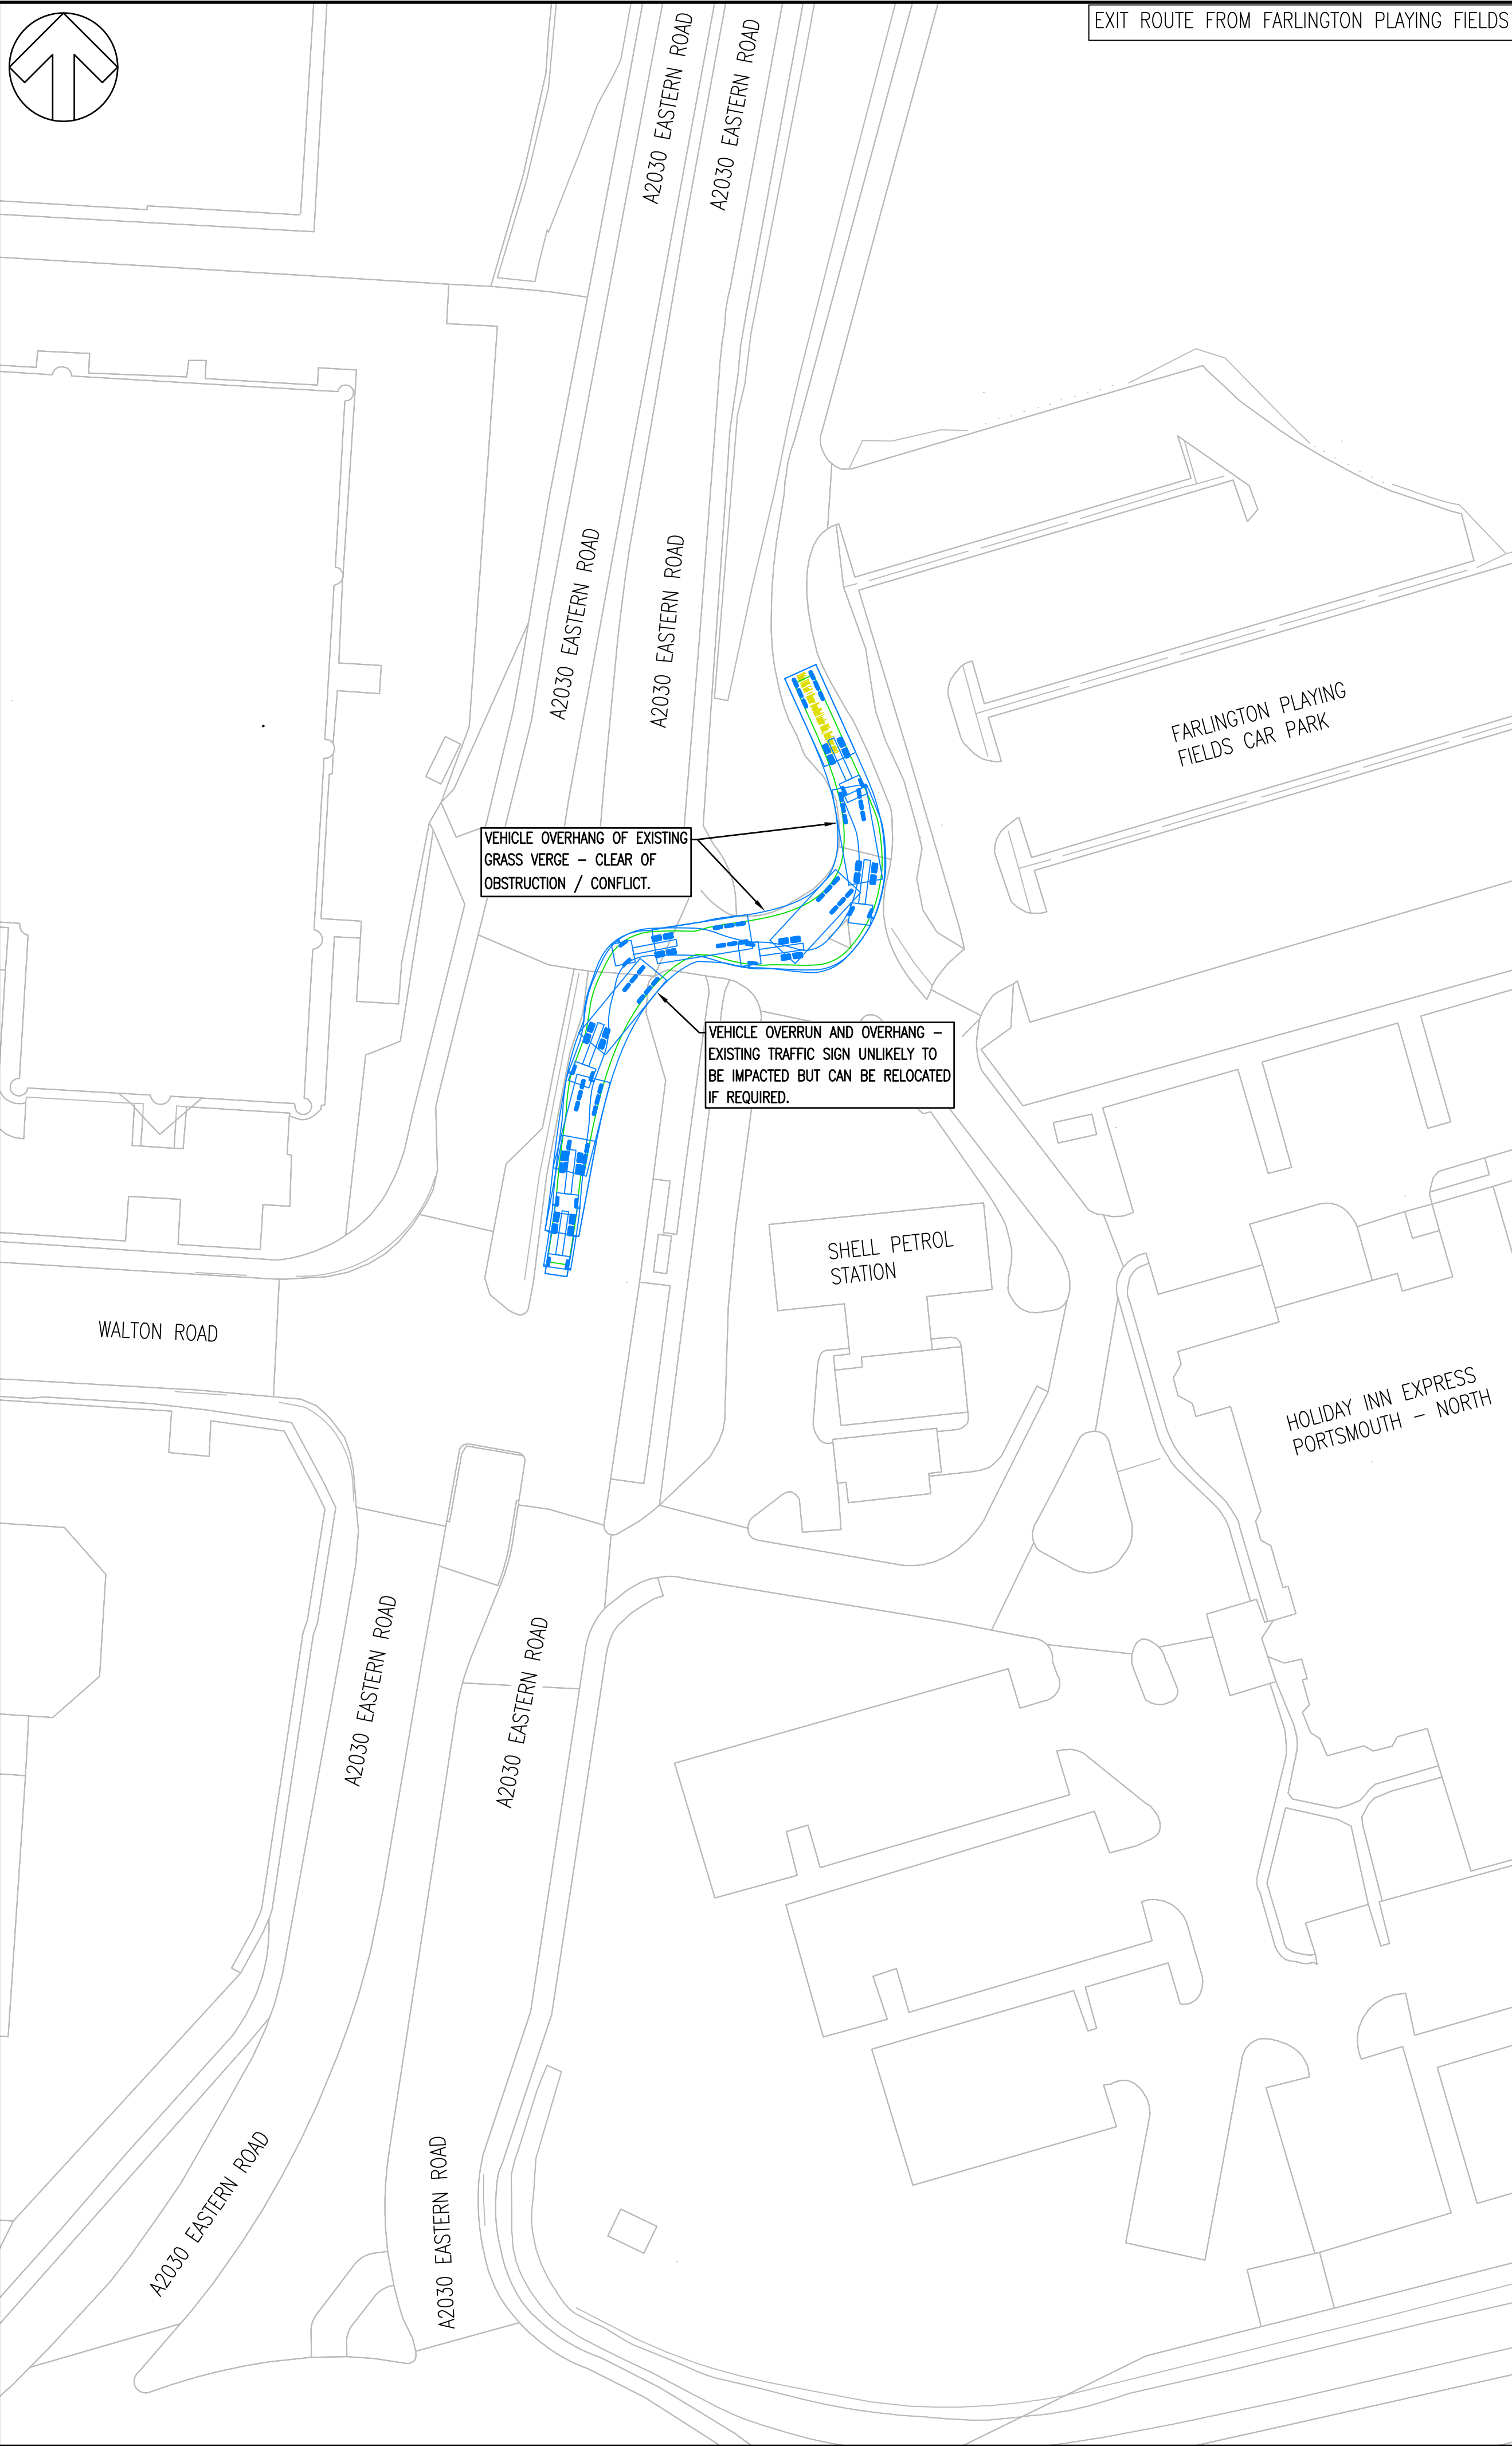 EXIT ROUTE FROM FARLINGTON PLAYING FIELDS
A2030 EASTERN ROAD
A2030 EASTERN ROAD
A2030 EASTERN ROAD
A2030 EASTERN ROAD
FARLINGTON PLAYING
FIELDS CAR PARK
VEHICLE OVERHANG OF EXISTING
GRASS VERGE – CLEAR OF
OBSTRUCTION / CONFLICT.
VEHICLE OVERRUN AND OVERHANG –
EXISTING TRAFFIC SIGN UNLIKELY TO
BE IMPACTED BUT CAN BE RELOCATED
IF REQUIRED.
SHELL PETROL
STATION
WALTON ROAD
HOLIDAY INN EXPRESS
PORTSMOUTH – NORTH
A2030 EASTERN ROAD
A2030 EASTERN ROAD
A2030 EASTERN ROAD
A2030 EASTERN ROAD